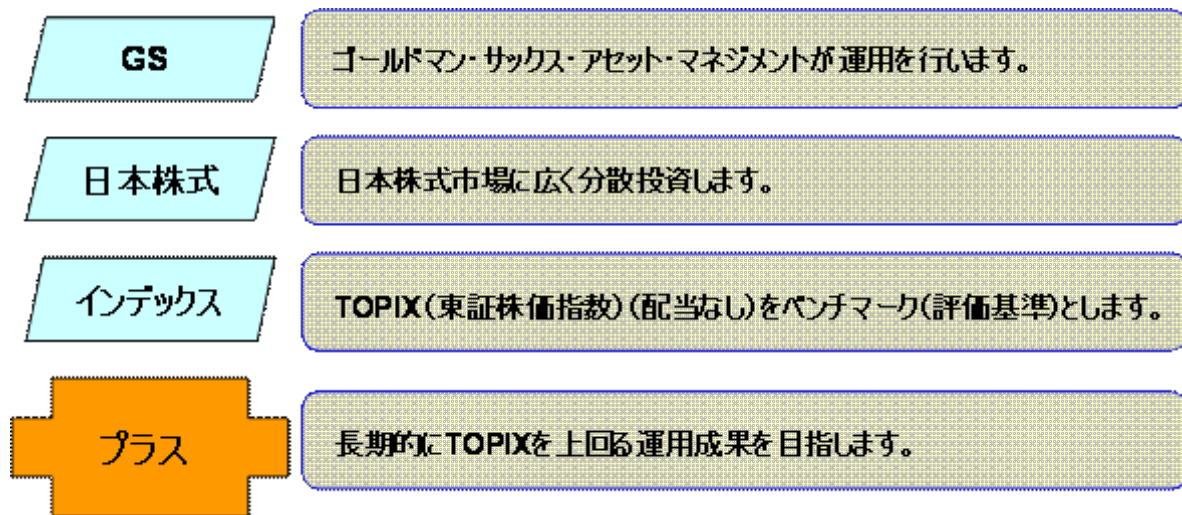 GS
ゴールドマン・サックス・アセット・マネジメントが運用を行います。
日本株式
日本株式市場に広く分散投資します。
インデックス
TOPIX(東証株価指数)(配当なし)をベンチマーク(評価基準)とします。
プラス
長期的にTOPIXを上回る運用成果を目指します。